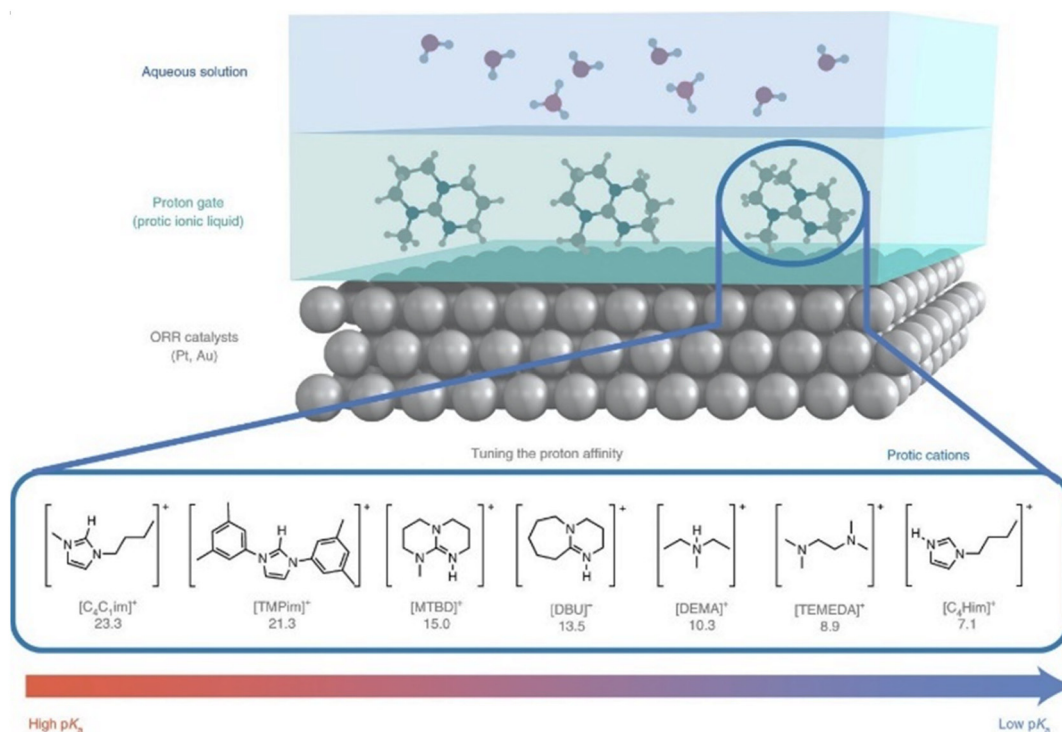 Aqueous solution
Proton gate
(protic ionic liquid)
ORR catalysts
(Pt, Au)
Tuning the proton affinity
Protic cations
H + + H + + H + + +
N N N N N N N N H N N N H N N N
[C₄C₁im]⁺ [TMPim]⁺ [MTBD]⁺ [DBU]⁺ [DEMA]⁺ [TEMEDA]⁺ [C₄Him]⁺
23.3 21.3 15.0 13.5 10.3 8.9 7.1
High pKₐ Low pKₐ